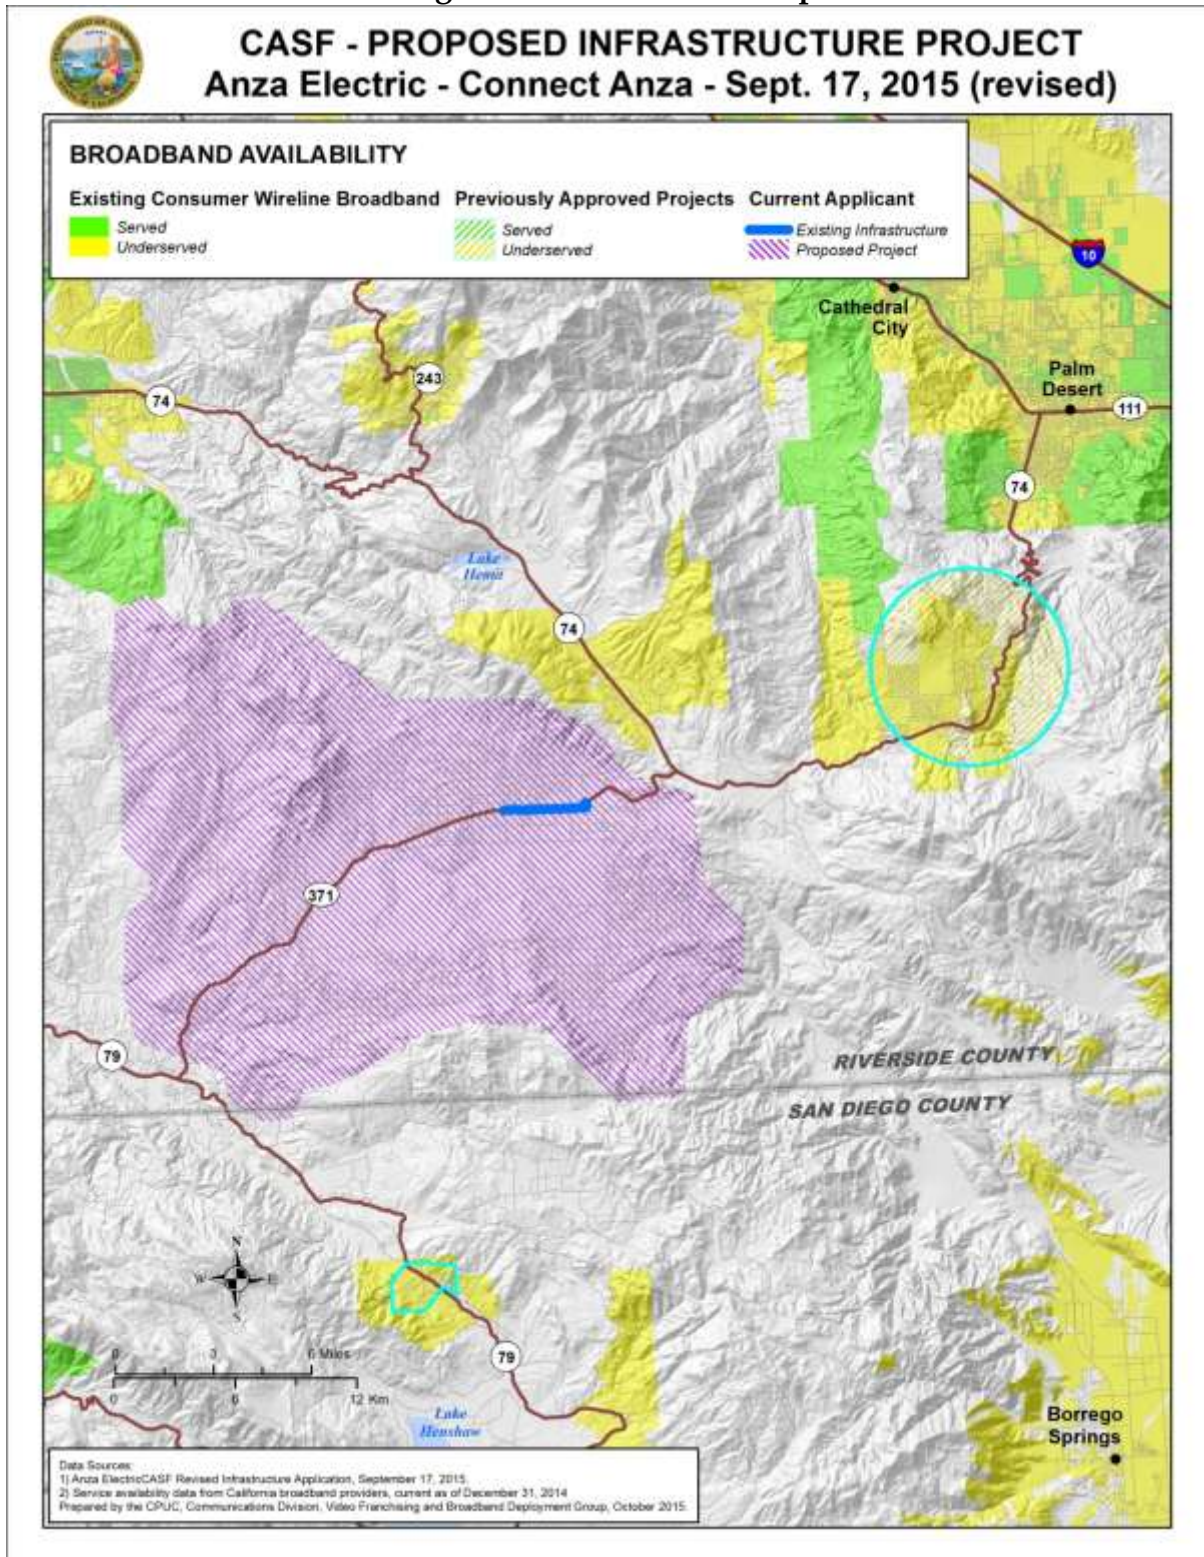 CASF - PROPOSED INFRASTRUCTURE PROJECT
Anza Electric - Connect Anza - Sept. 17, 2015 (revised)
BROADBAND AVAILABILITY
Existing Consumer Wireline Broadband
Served
Underserved
Previously Approved Projects
Served
Underserved
Current Applicant
Existing Infrastructure
Proposed Project
10
Cathedral
City
Palm
Desert
111
243
74
74
Lake
74
371
79
RIVERSIDE COUNTY
SAN DIEGO COUNTY
N
W E
S
0 3 6 Miles
0 6 12 Km
79
Lake
Henshaw
Borrego
Springs
Data Sources:
1) Anza ElectricCASF Revised Infrastructure Application, September 17, 2015.
2) Service availability data from California broadband providers, current as of December 31, 2014
Prepared by the CPUC, Communications Division, Video Franchising and Broadband Deployment Group, October 2015.